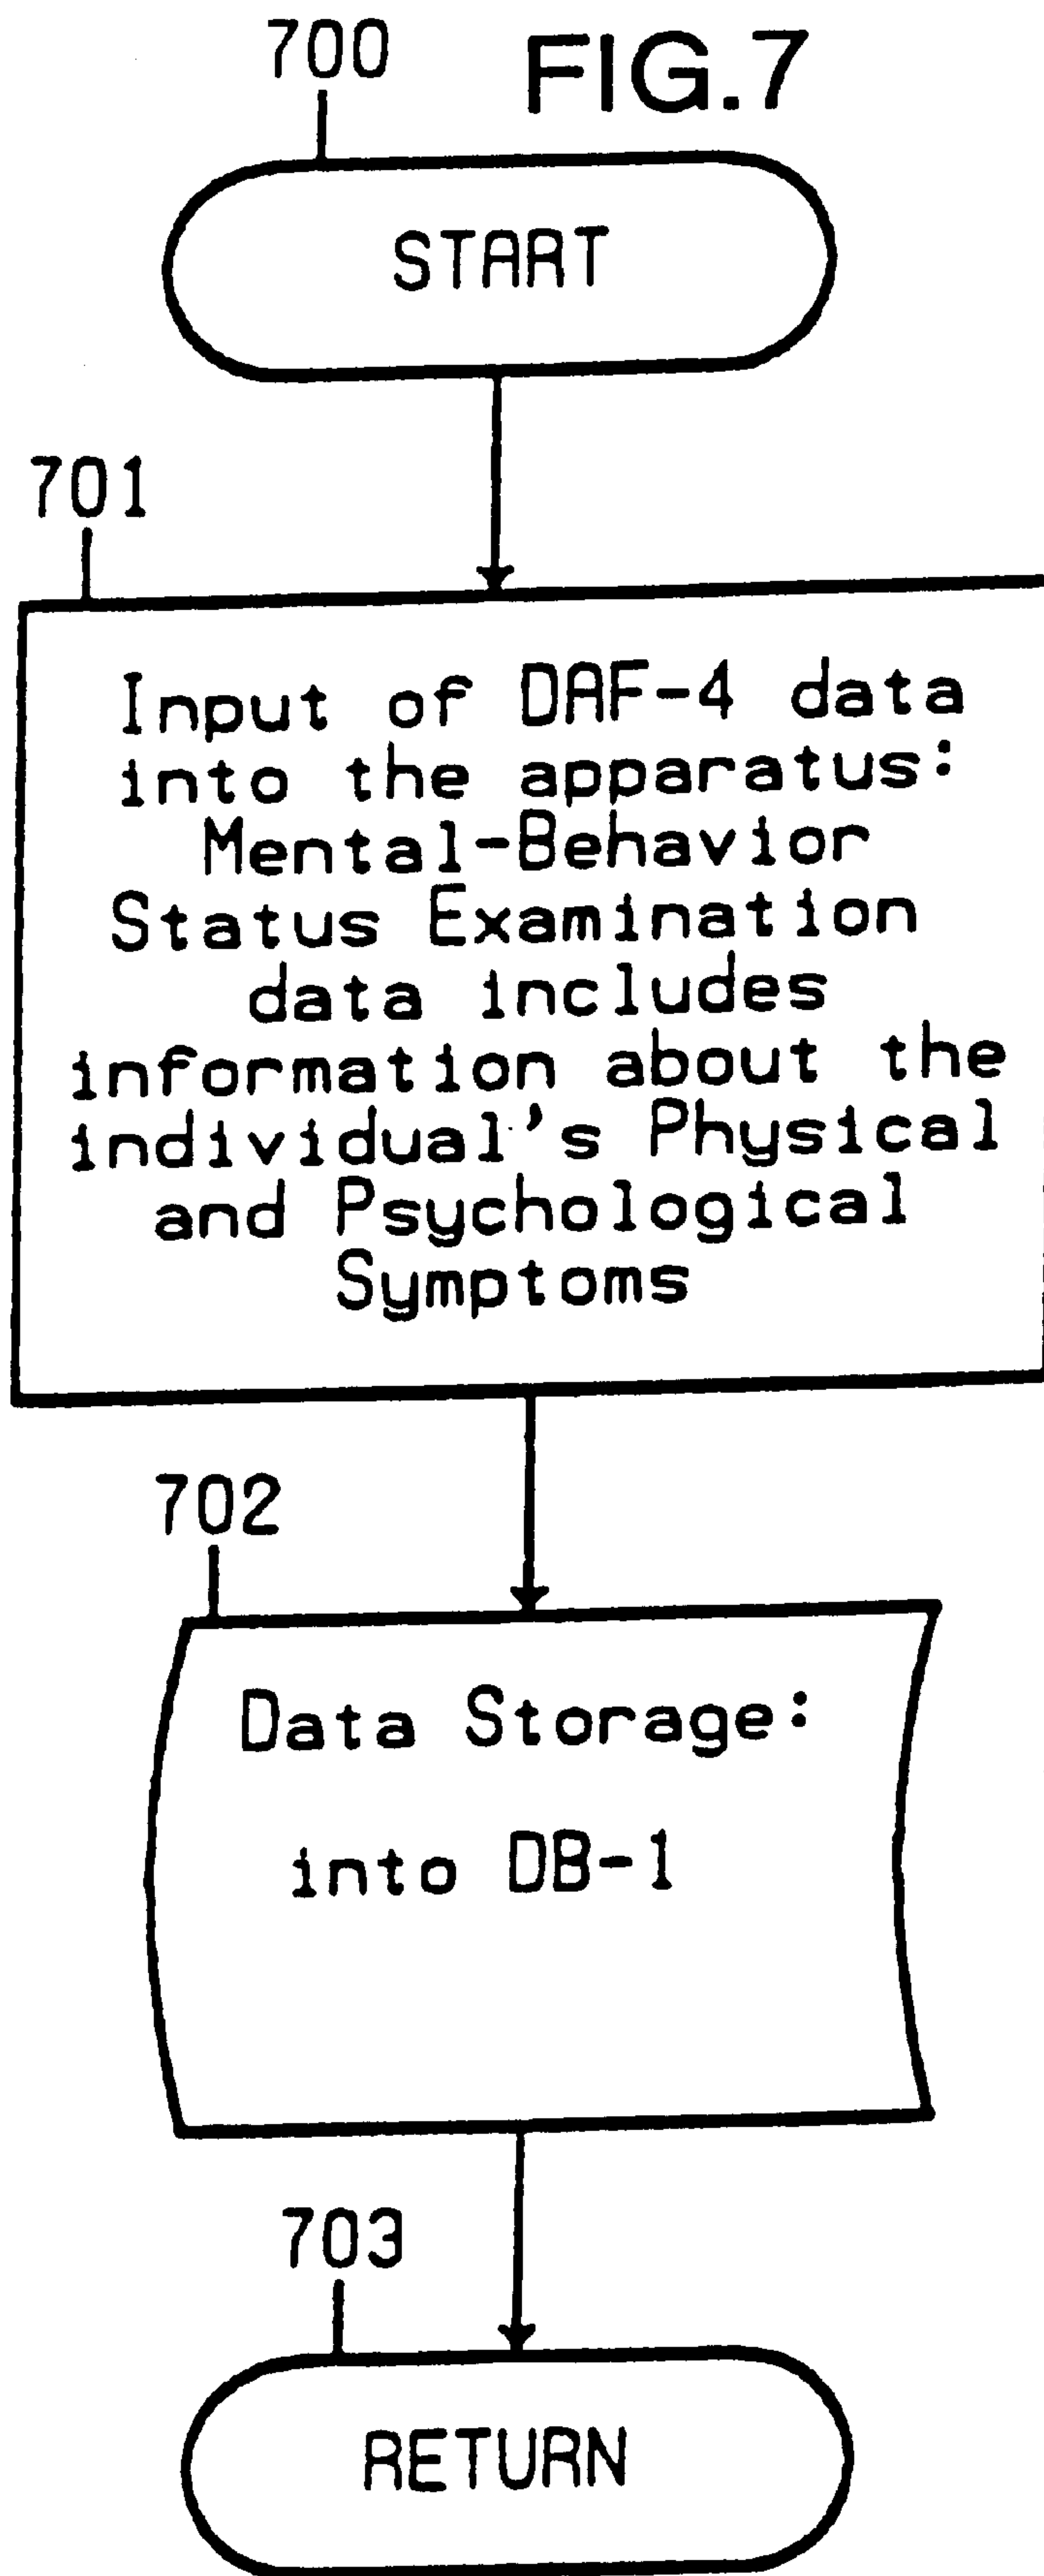 700 FIG.7
START
701
Input of DAF-4 data
into the apparatus:
Mental-Behavior
Status Examination
data includes
information about the
individual's Physical
and Psychological
Symptoms
702
Data Storage:
into DB-1
703
RETURN